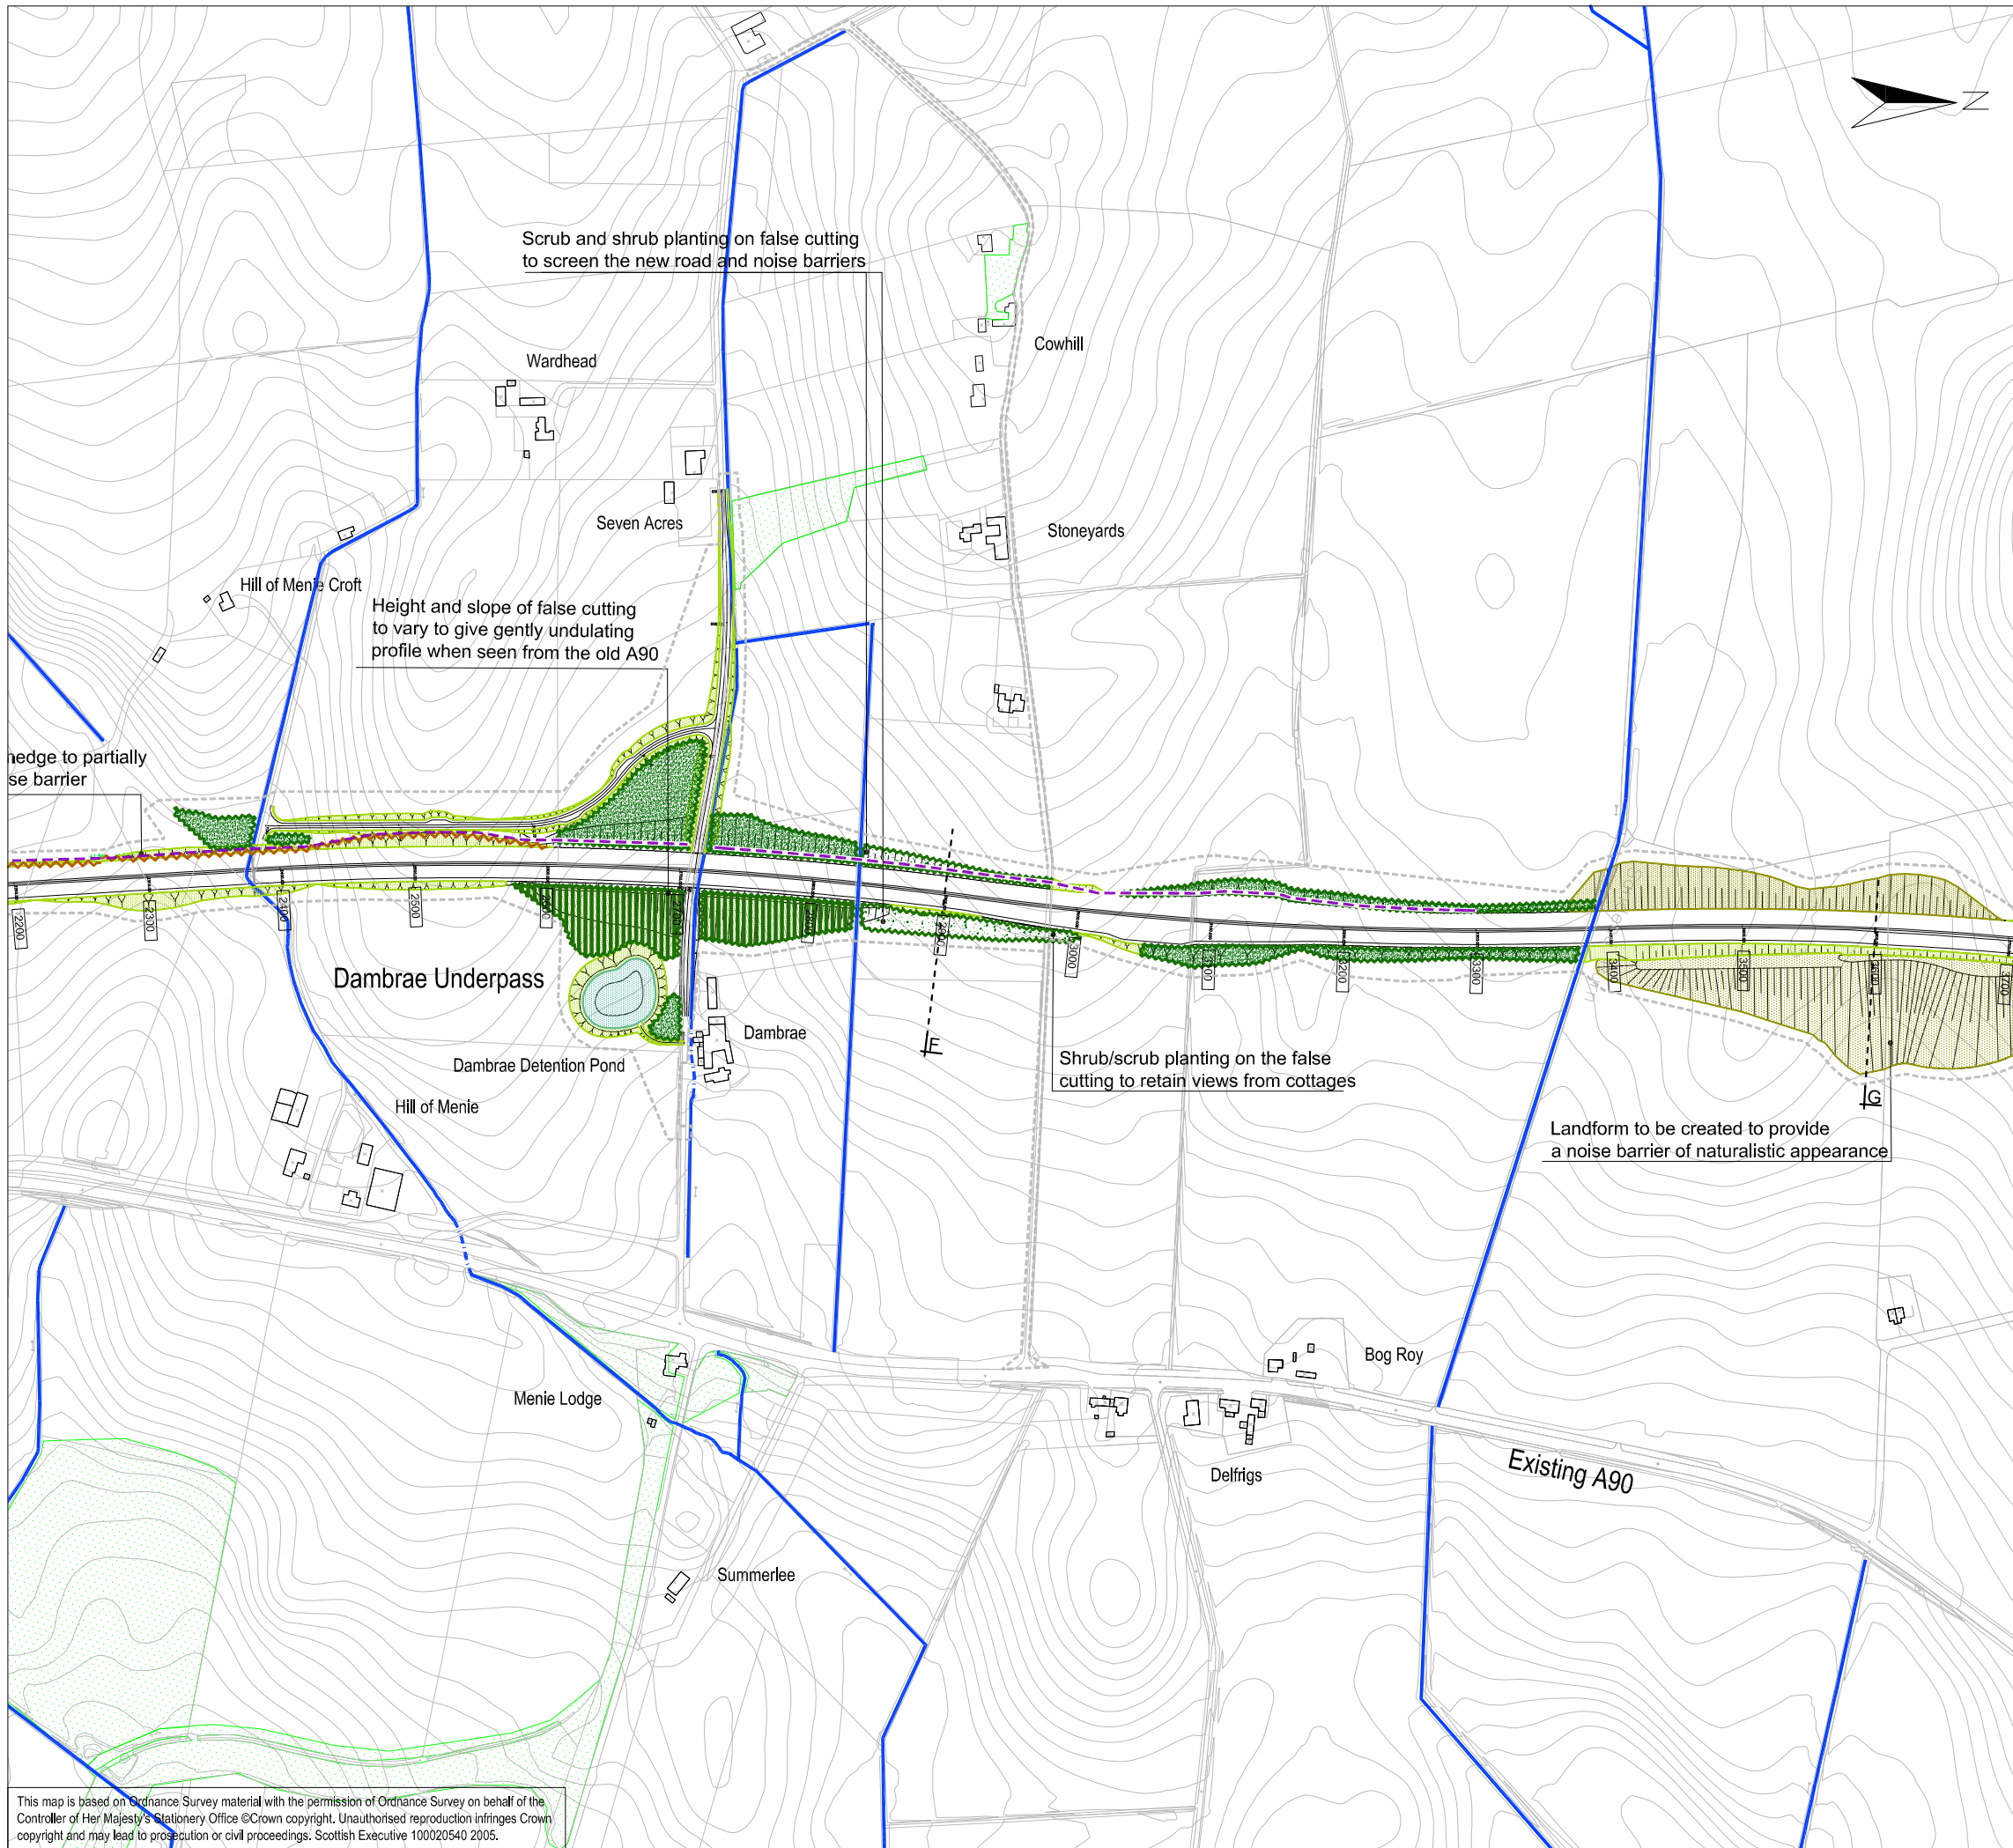 N
Scrub and shrub planting on false cutting
to screen the new road and noise barriers
Cowhill
Wardhead
Seven Acres
Stoneyards
Hill of Menie Croft
Height and slope of false cutting
to vary to give gently undulating
profile when seen from the old A90
hedge to partially
se barrier
2200
2300
2400
2500
2600
2700
2800
2900
3000
3100
3200
3300
3400
3500
3600
3700
Dambrae Underpass
Dambrae
F
Dambrae Detention Pond
Shrub/scrub planting on the false
cutting to retain views from cottages
G
Hill of Menie
Landform to be created to provide
a noise barrier of naturalistic appearance
Bog Roy
Menie Lodge
Delfrigs
Existing A90
Summerlee
This map is based on Ordnance Survey material with the permission of Ordnance Survey on behalf of the
Controller of Her Majesty's Stationery Office ©Crown copyright. Unauthorised reproduction infringes Crown
copyright and may lead to prosecution or civil proceedings. Scottish Executive 100020540 2005.